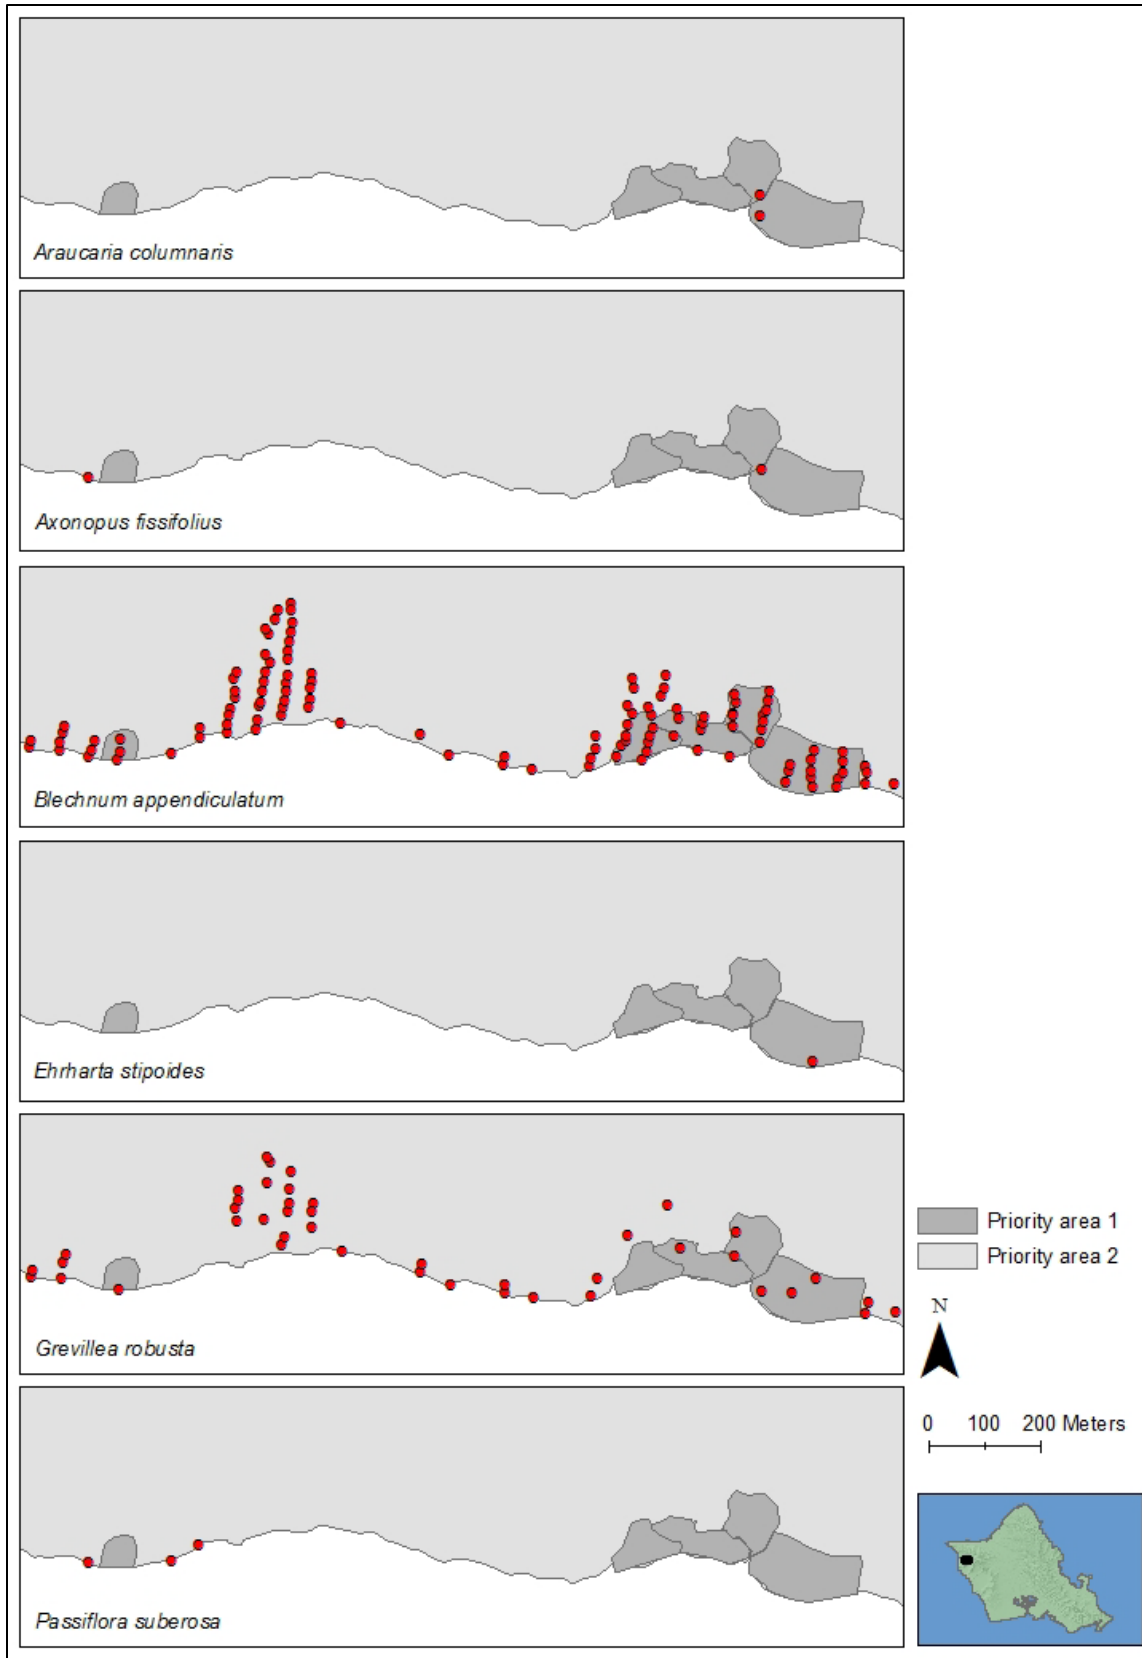 Araucaria columnaris
Axonopus fissifolius
Blechnum appendiculatum
Ehrharta stipoides
Grevillea robusta
Passiflora suberosa
Priority area 1
Priority area 2
N
0 100 200 Meters